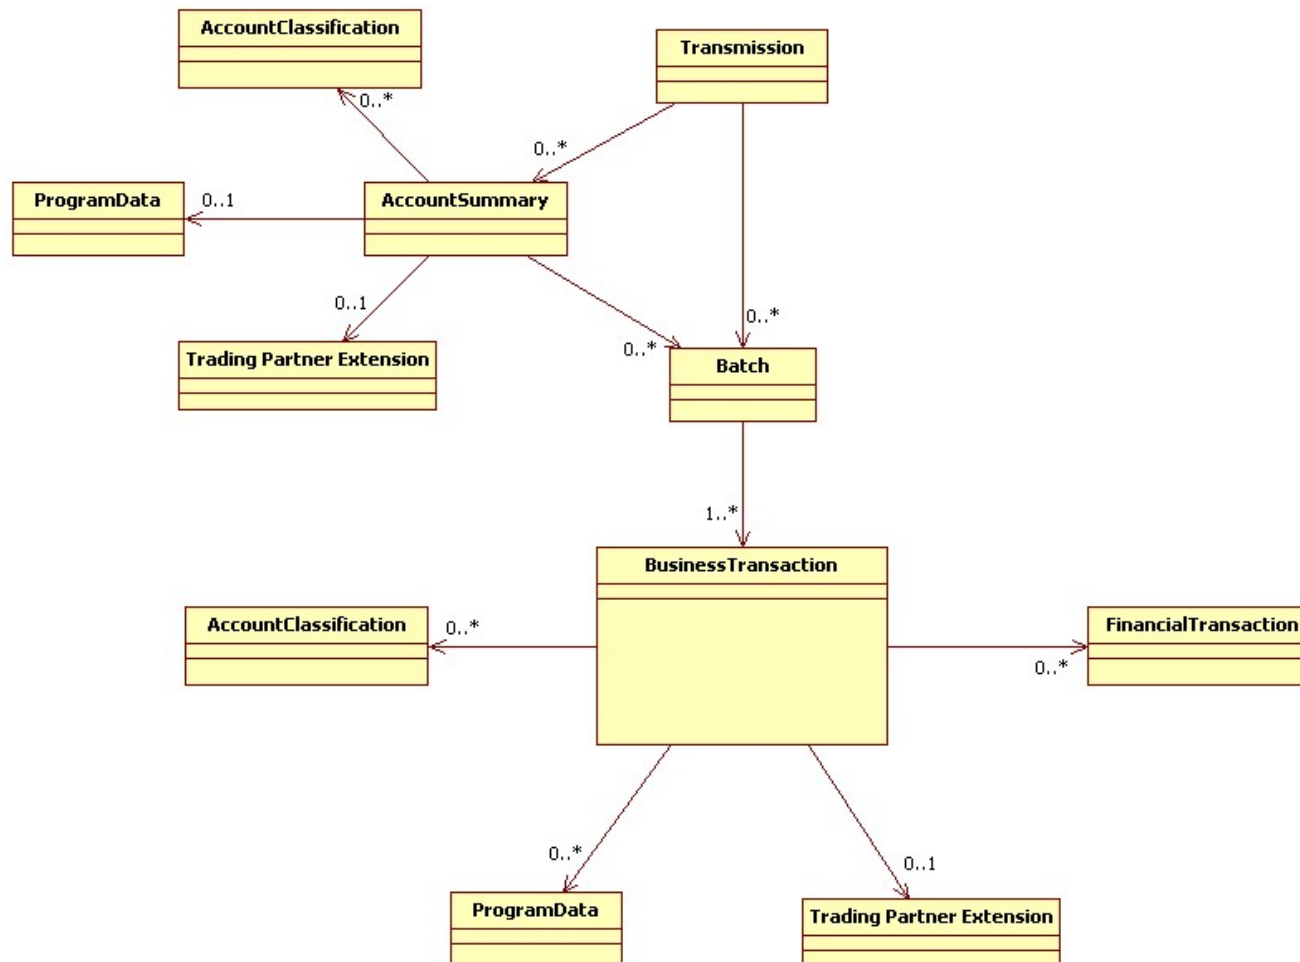 AccountClassification
Transmission
0..*
0..*
ProgramData
0..1
AccountSummary
0..1
0..*
0..*
Trading Partner Extension
Batch
1..*
BusinessTransaction
AccountClassification
0..*
FinancialTransaction
0..*
0..*
0..1
ProgramData
Trading Partner Extension